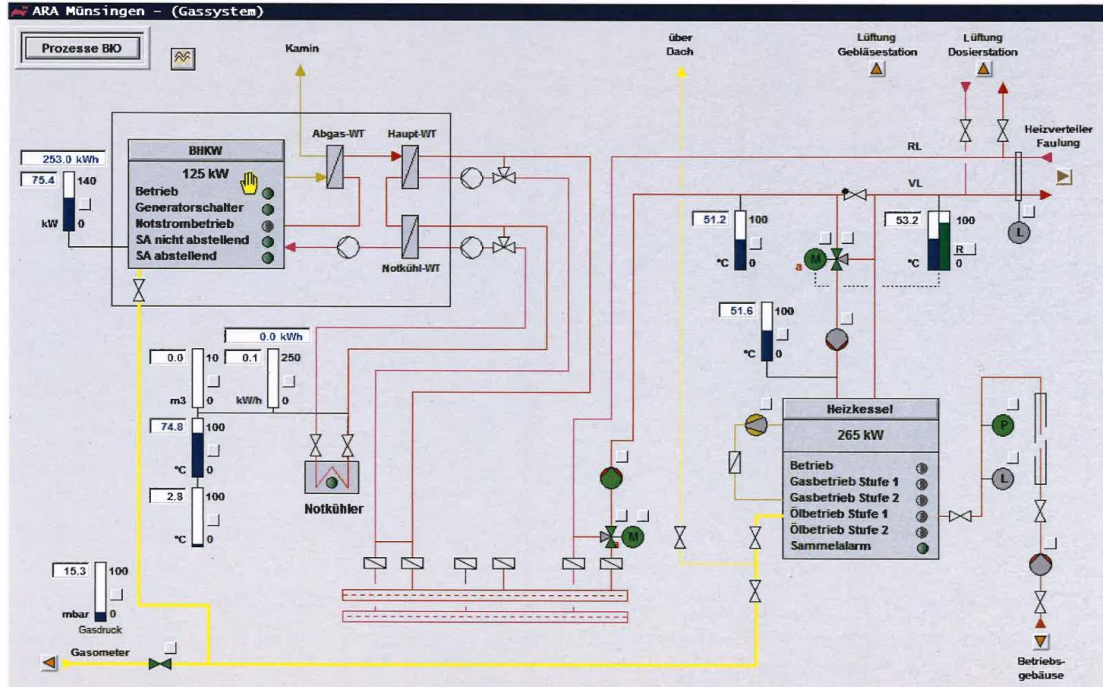 ARA Münsingen - (Gassystem)
Prozesse BIO
Kamin
über
Dach
Lüftung
Gebläsestation
Lüftung
Dosierstation
Heizverteiler
Faulung
RL
VL
Abgas-WT
Haupt-WT
Notkühl-WT
253.0 kWh
75.4
140
kW
0
BHKW
125 kW
Betrieb
Generatorschalter
Notstrombetrieb
SA nicht abstellend
SA abstellend
51.2
100
°C
0
M
a
53.2
100
R
°C
0
L
51.6
100
°C
0
0.0 kWh
0.0
10
m3
0
0.1
250
kW/h
0
74.8
100
°C
0
2.8
100
°C
0
Notkühler
M
Heizkessel
265 kW
Betrieb
Gasbetrieb Stufe 1
Gasbetrieb Stufe 2
Ölbetrieb Stufe 1
Ölbetrieb Stufe 2
Sammelalarm
P
L
15.3
100
mbar
0
Gasdruck
Gasometer
Betriebs-
gebäuse